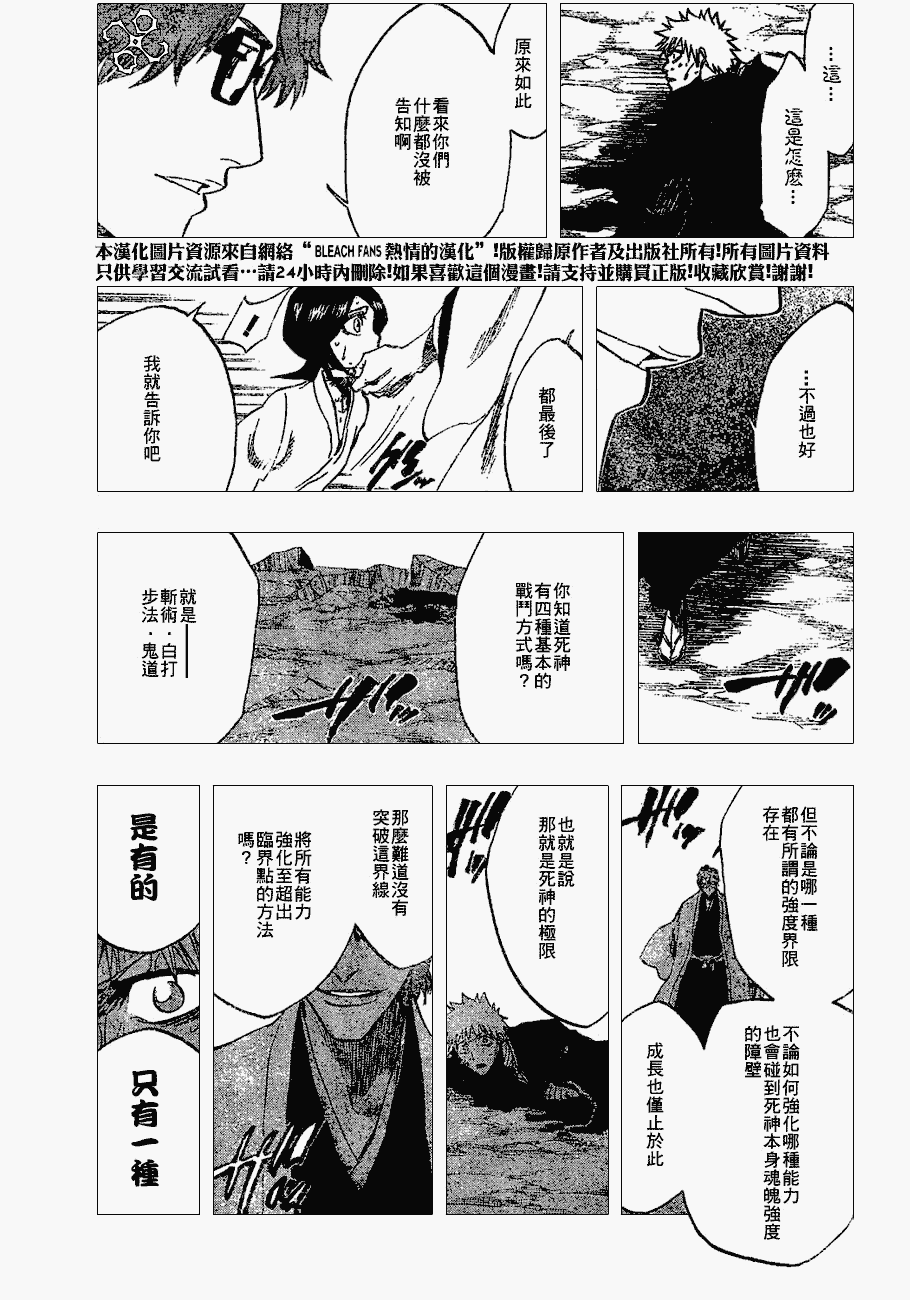 …這…
這是怎麼…
原來如此
看來你們
什麼都沒被
告知啊
本漢化圖片資源來自網絡“BLEACH FANS 熱情的漢化”!版權歸原作者及出版社所有!所有圖片資料
只供學習交流試看…請24小時內刪除!如果喜歡這個漫畫!請支持並購買正版!收藏欣賞!謝謝!
…不過也好
都最後了
!
我就告訴你吧
你知道死神
有四種基本的
戰鬥方式嗎?
就是——
斬術·白打
步法·鬼道
但不論是哪一種
都有所謂的強度界限
存在
不論如何強化哪種能力
也會碰到死神本身魂魄強度
的障壁
成長也僅止於此
也就是說
那就是死神的極限
那麼難道沒有
突破這界線
將所有能力
強化至超出
臨界點的方法
嗎?
是有的
只有一種